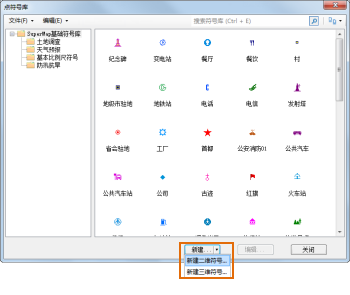 点符号库
文件(F) 编辑(E) 搜索符号库 (Ctrl + E)
SuperMap基础符号库
土地调查
天气预报
基本比例尺符号
防汛抗旱
纪念碑 变电站 餐厅 餐饮 村
地级市驻地 地铁站 电话 电信 发射塔
省会驻地 工厂 首都 公安消防01 公共汽车
公共汽车站 公司 古迹 红旗 火车站
新建... 编辑... 关闭
新建二维符号...
新建三维符号...